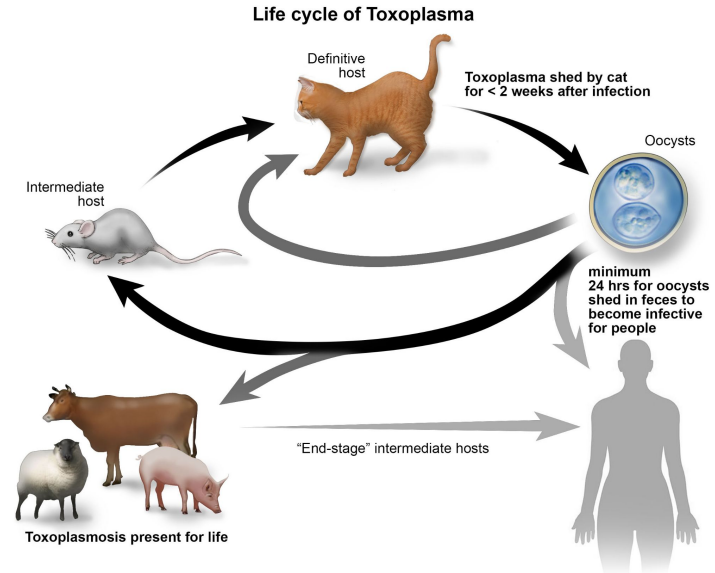 Life cycle of Toxoplasma
Definitive
host
Toxoplasma shed by cat
for < 2 weeks after infection
Oocysts
Intermediate
host
minimum
24 hrs for oocysts
shed in feces to
become infective
for people
“End-stage” intermediate hosts
Toxoplasmosis present for life